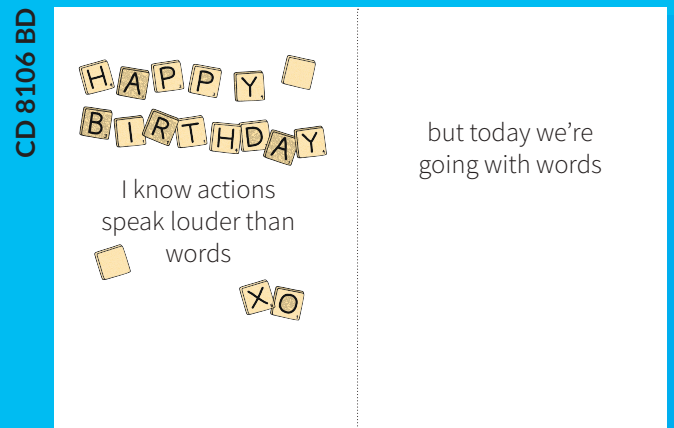 CD 8106 BD
HAPPY
BIRTHDAY
I know actions
speak louder than
words
XO
but today we’re
going with words